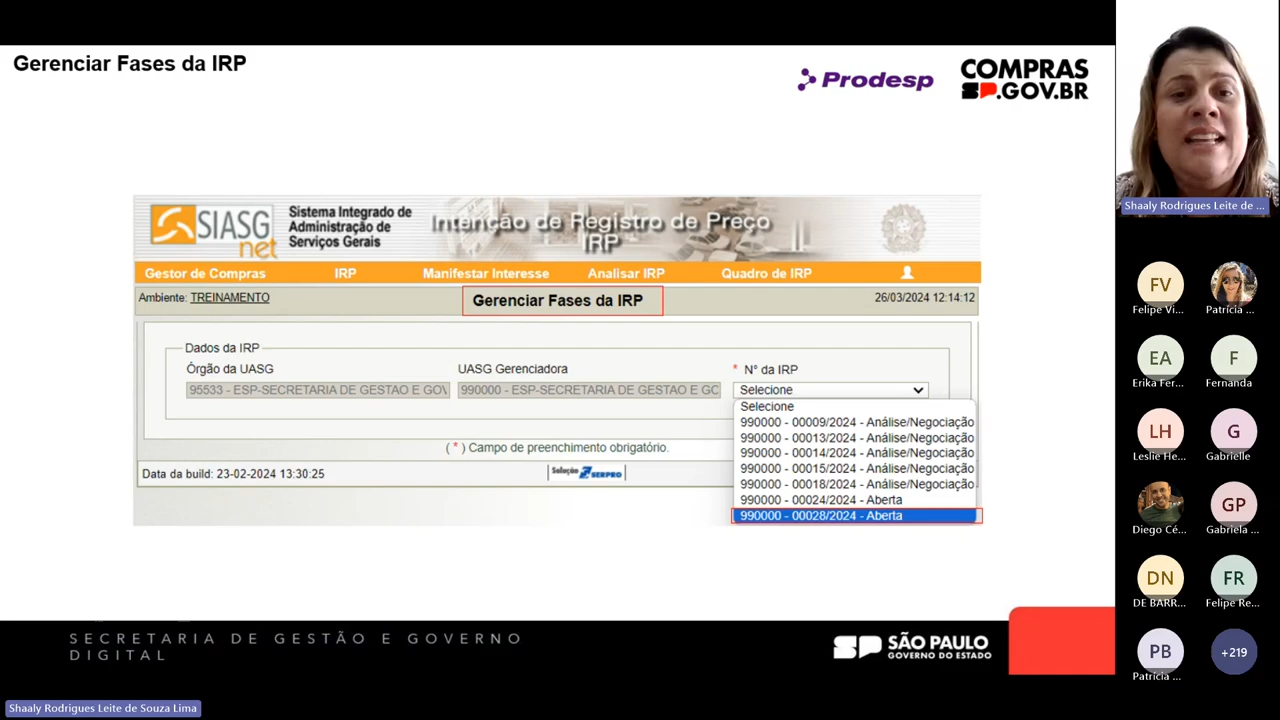 Gerenciar Fases da IRP
Prodesp
COMPRAS
SP.GOV.BR
SIASG
net
Sistema Integrado de
Administração de
Serviços Gerais
Intenção de Registro de Preço
IRP
Gestor de Compras IRP Manifestar Interesse Analisar IRP Quadro de IRP
Ambiente: TREINAMENTO
Gerenciar Fases da IRP
26/03/2024 12:14:12
Dados da IRP
Órgão da UASG
UASG Gerenciadora
* N° da IRP
95533 - ESP-SECRETARIA DE GESTAO E GOV
990000 - ESP-SECRETARIA DE GESTAO E GO
Selecione
Selecione
990000 - 00009/2024 - Análise/Negociação
990000 - 00013/2024 - Análise/Negociação
990000 - 00014/2024 - Análise/Negociação
990000 - 00015/2024 - Análise/Negociação
990000 - 00018/2024 - Análise/Negociação
990000 - 00024/2024 - Aberta
990000 - 00028/2024 - Aberta
( * ) Campo de preenchimento obrigatório.
Data da build: 23-02-2024 13:30:25
Solução SERPRO
SECRETARIA DE GESTÃO E GOVERNO
DIGITAL
SP SÃO PAULO
GOVERNO DO ESTADO
Shaaly Rodrigues Leite de Souza Lima
Shaaly Rodrigues Leite de ...
FV
Felipe Vi...
Patrícia ...
EA
Erika Fer...
F
Fernanda
LH
Leslie He...
G
Gabrielle
Diego Cé...
GP
Gabriela ...
DN
DE BARR...
FR
Felipe Re...
PB
Patrícia ...
+219